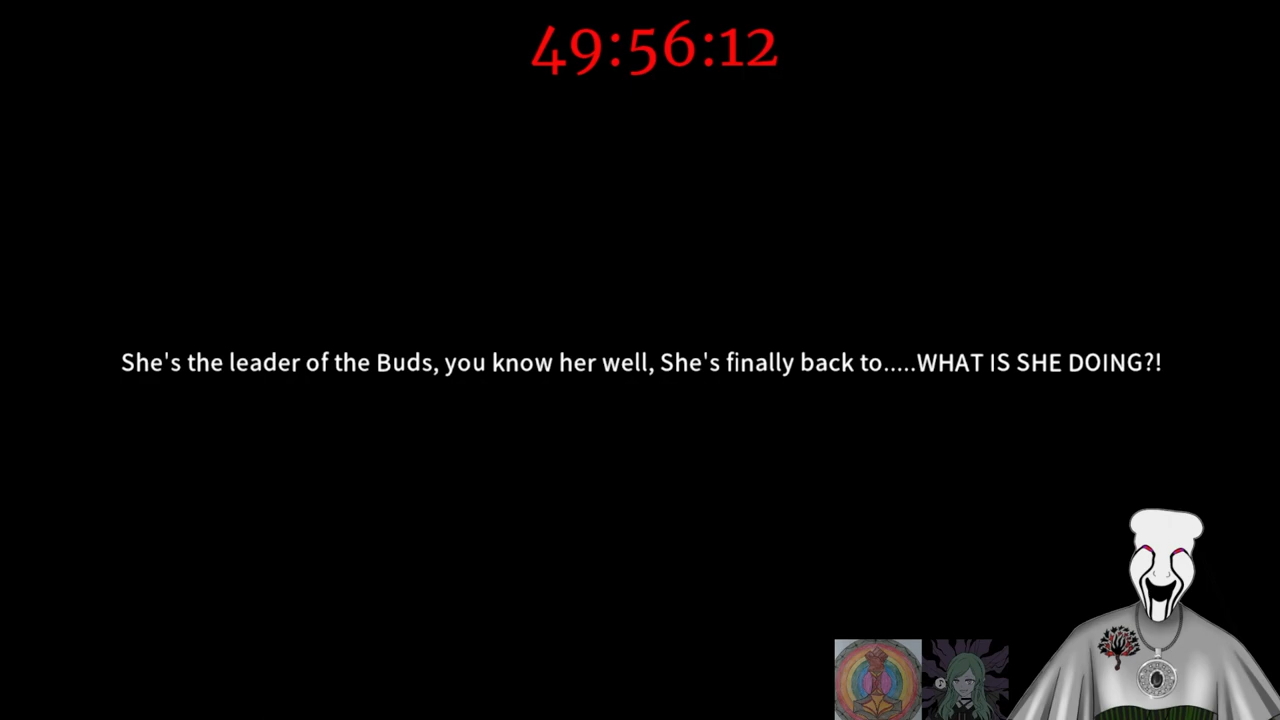 49:56:12
She's the leader of the Buds, you know her well, She's finally back to.....WHAT IS SHE DOING?!